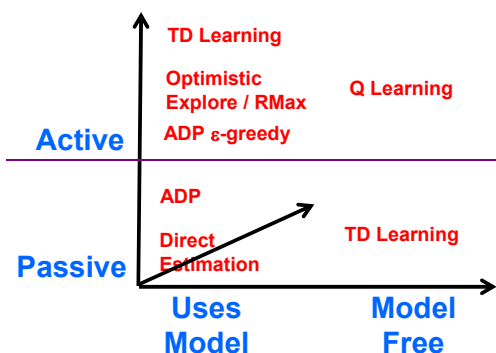 TD Learning
Optimistic
Explore / RMax
Q Learning
ADP ε-greedy
Active
ADP
Direct
Estimation
TD Learning
Passive
Uses
Model
Model
Free